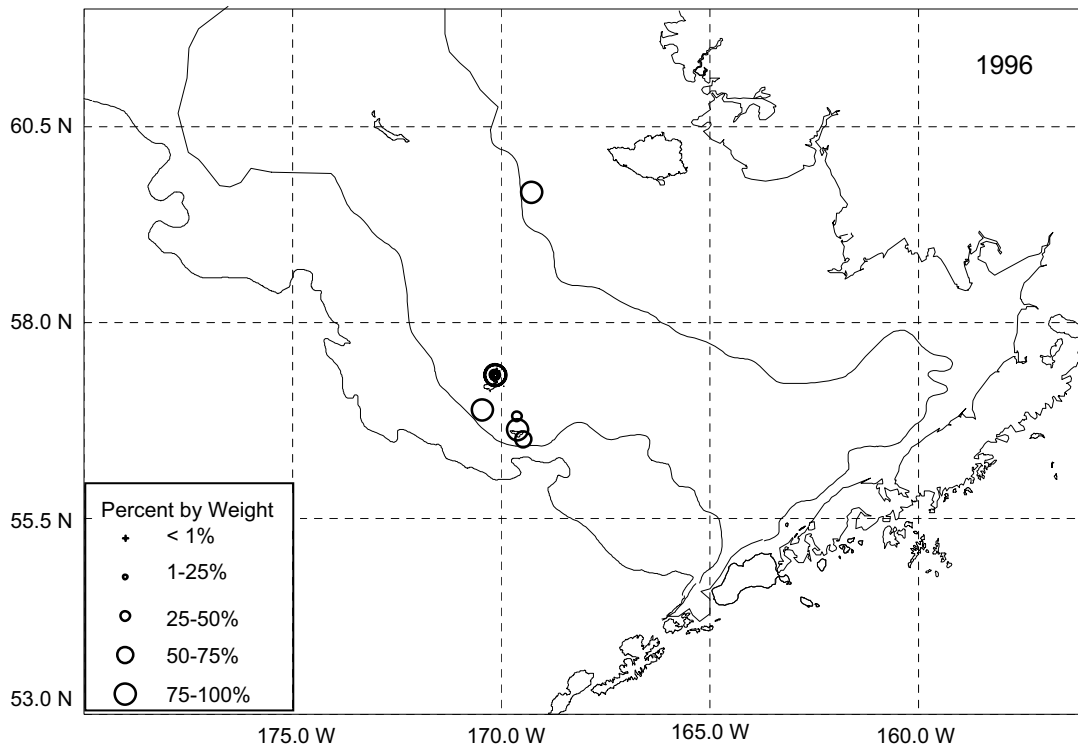 1996
60.5 N
58.0 N
55.5 N
53.0 N
Percent by Weight
< 1%
1-25%
25-50%
50-75%
75-100%
175.0 W
170.0 W
165.0 W
160.0 W